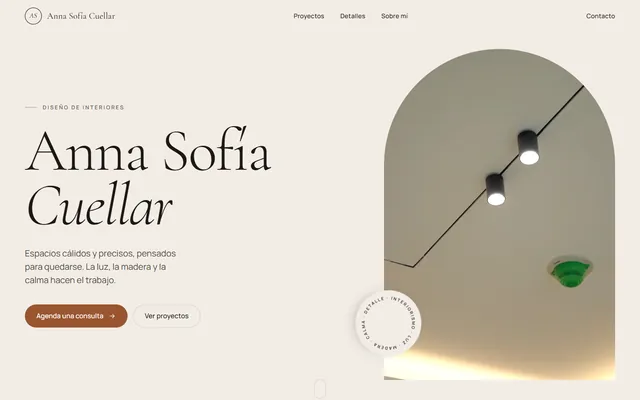 AS
Anna Sofía Cuellar
Proyectos
Detalles
Sobre mí
Contacto
DISEÑO DE INTERIORES
Anna Sofía
Cuellar
Espacios cálidos y precisos, pensados
para quedarse. La luz, la madera y la
calma hacen el trabajo.
Agenda una consulta →
Ver proyectos
INTERIORISMO · LUZ · MADERA · CALMA · DETALLE ·